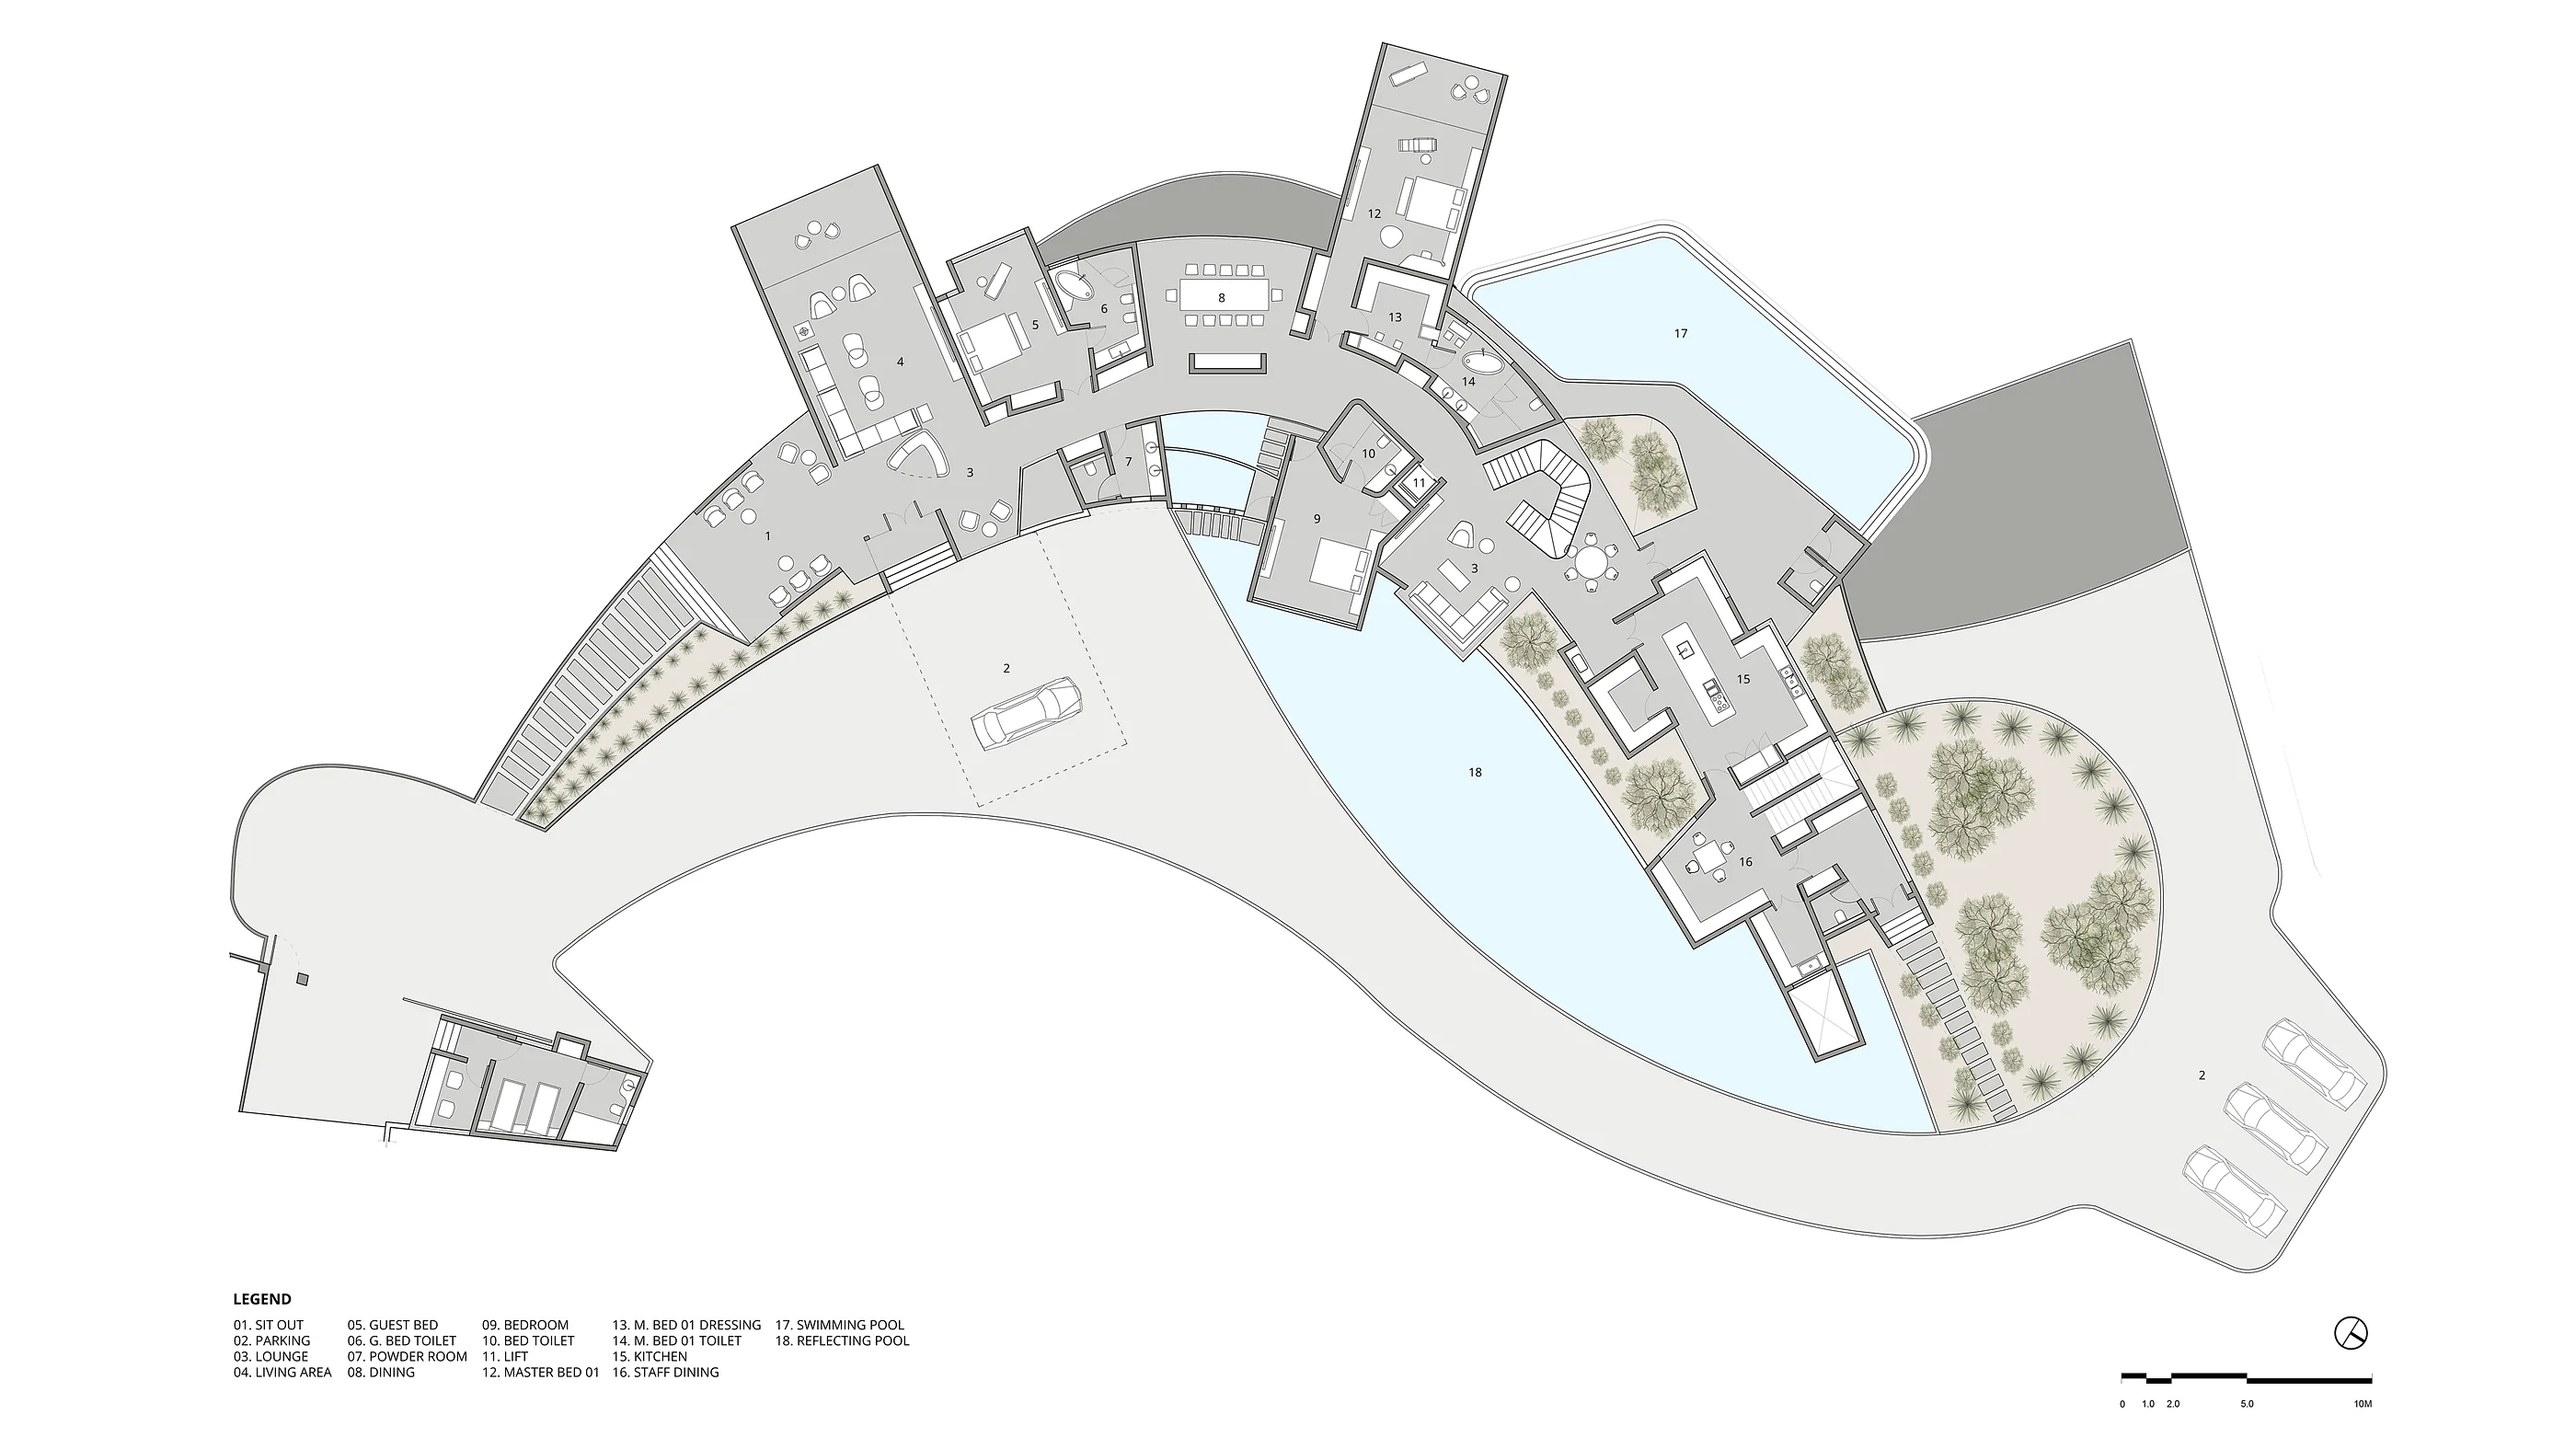 12
17
8
6
5
13
4
14
10
7
3
11
9
1
3
2
15
18
16
2
LEGEND
01. SIT OUT
02. PARKING
03. LOUNGE
04. LIVING AREA
05. GUEST BED
06. G. BED TOILET
07. POWDER ROOM
08. DINING
09. BEDROOM
10. BED TOILET
11. LIFT
12. MASTER BED 01
13. M. BED 01 DRESSING
14. M. BED 01 TOILET
15. KITCHEN
16. STAFF DINING
17. SWIMMING POOL
18. REFLECTING POOL
0 1.0 2.0 5.0 10M